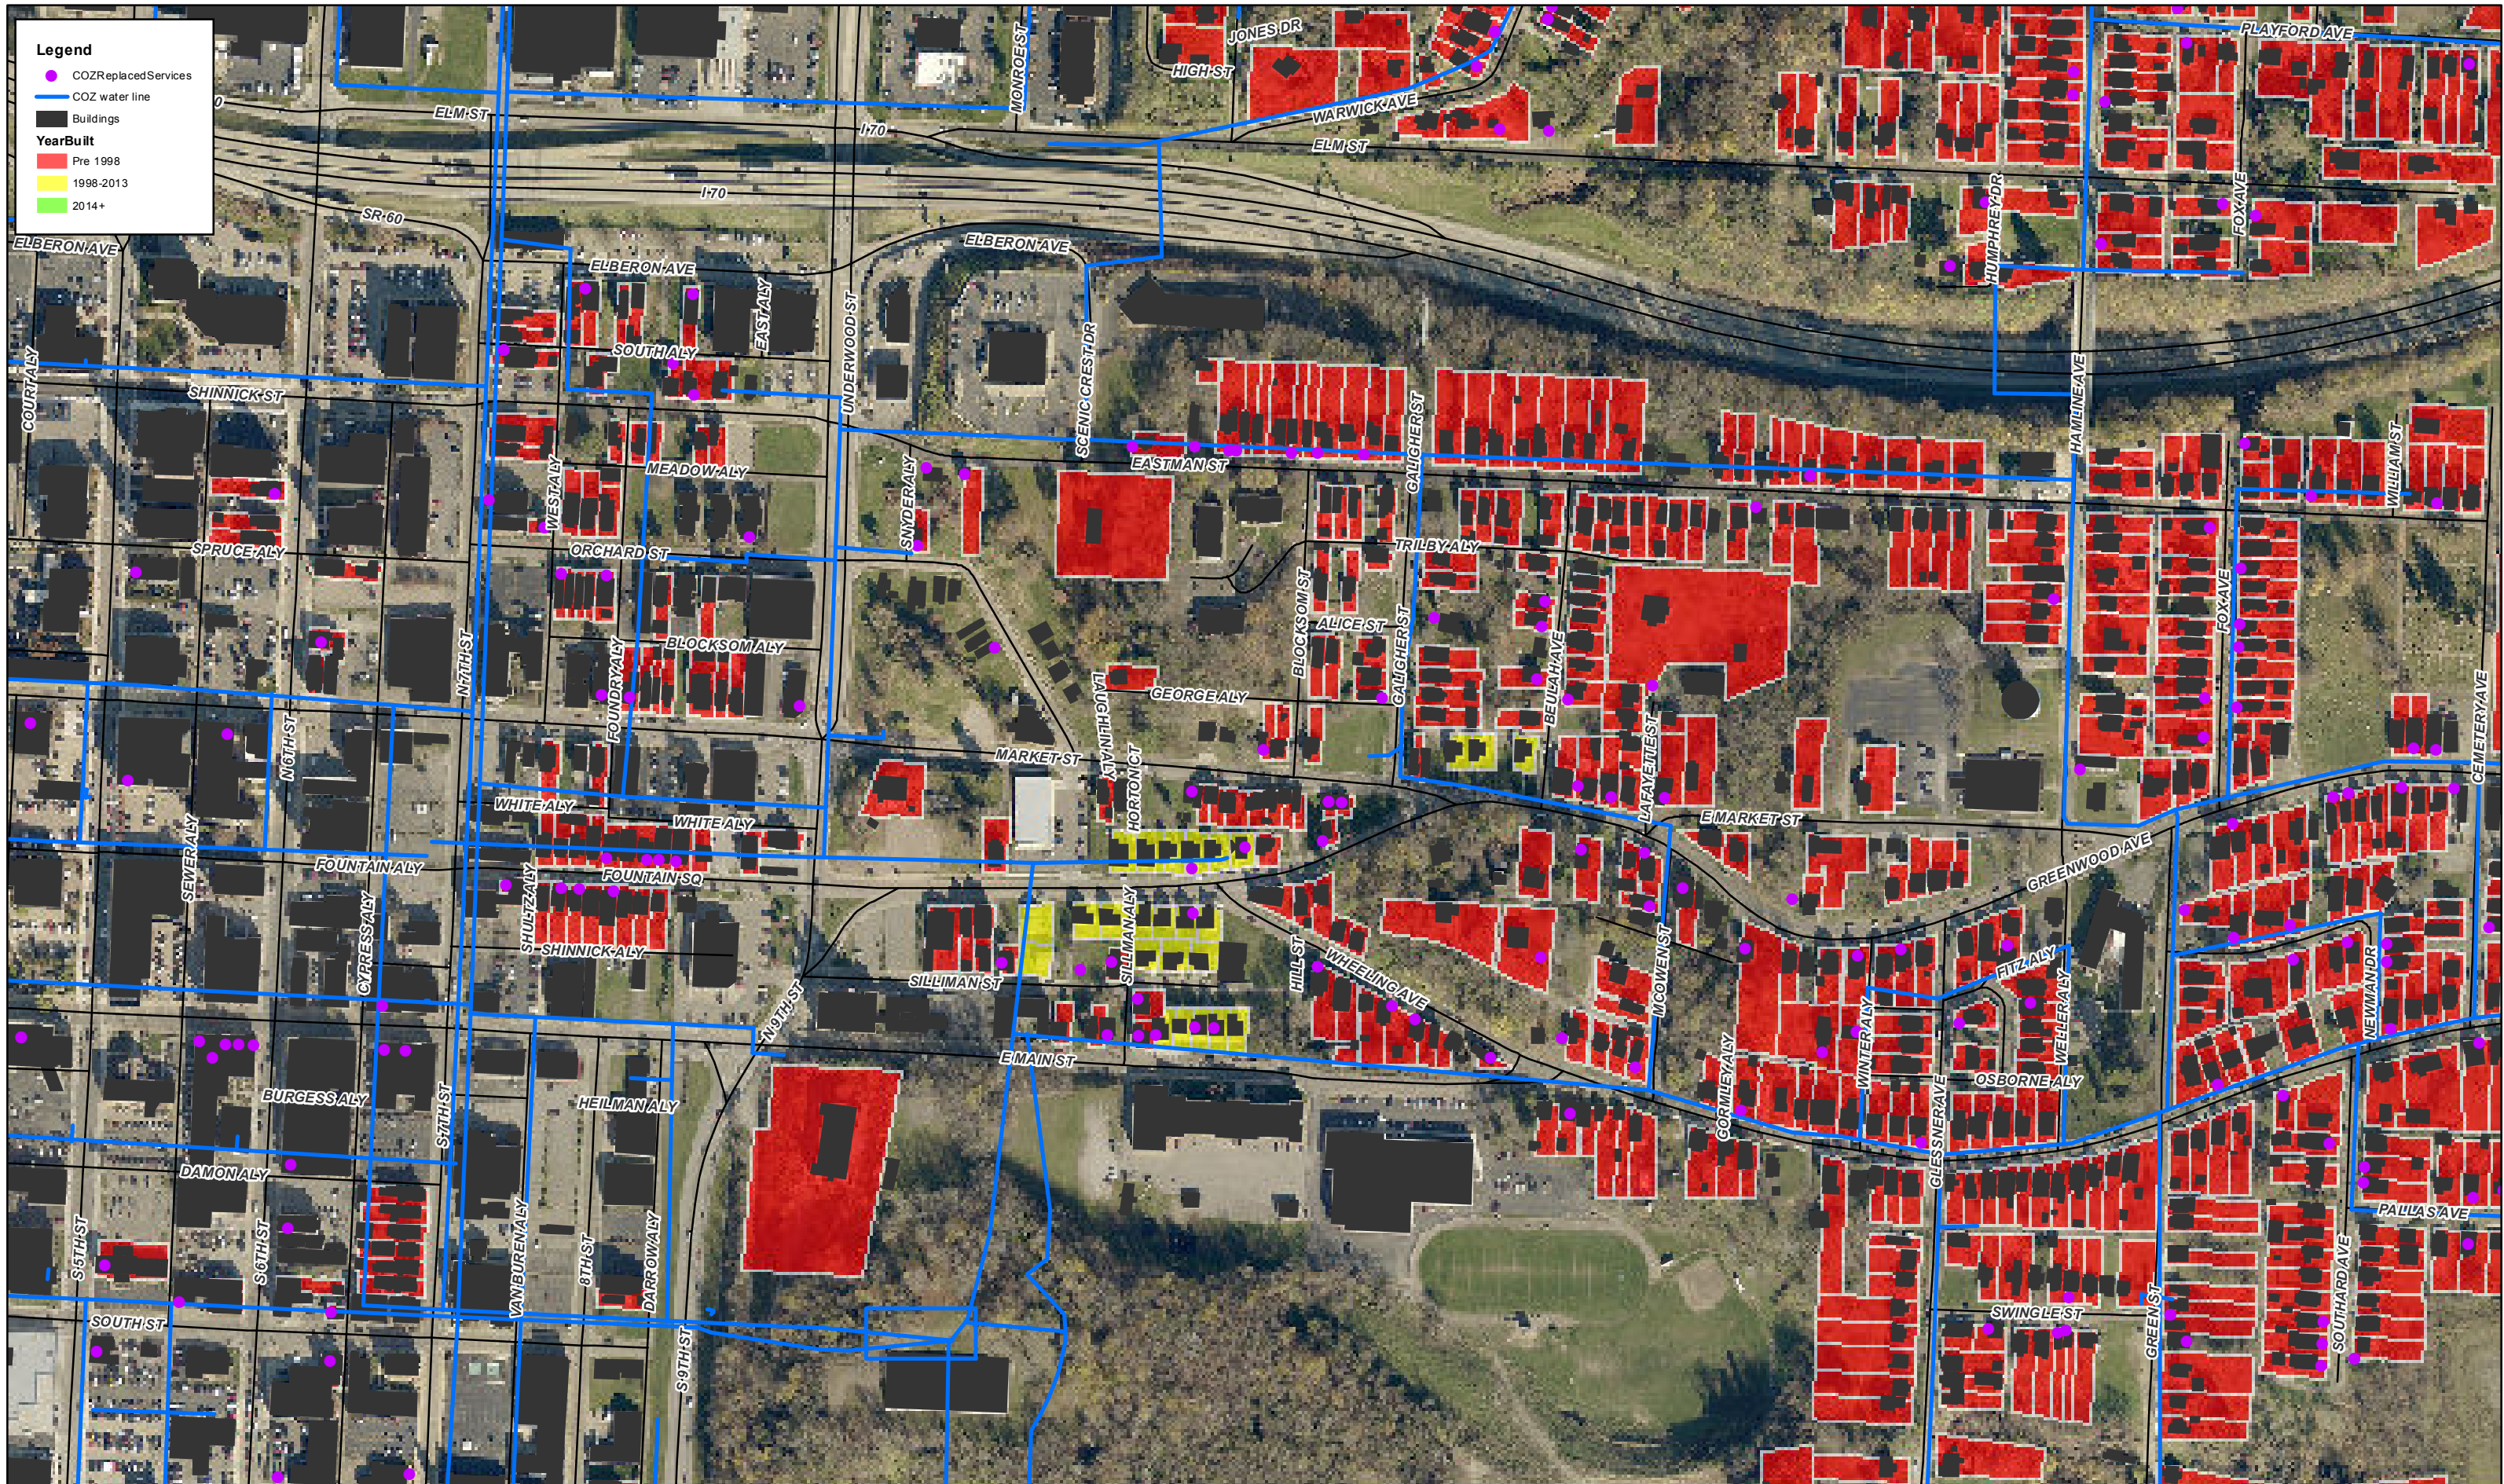 Legend
COZReplacedServices
COZ water line
Buildings
YearBuilt
Pre 1998
1998-2013
2014+
JONES DR
PLAYFORD AVE
MONROE ST
HIGH ST
ELM ST
WARWICK AVE
I 70
ELM ST
I 70
HUMPHREY DR
FOX AVE
SR 60
ELBERON AVE
ELBERON AVE
ELBERON AVE
EAST ALY
UNDERWOOD ST
SOUTH ALY
SCENIC CREST DR
HAMLINE AVE
COURT ALY
SHINNICK ST
GALIGHER ST
WILLIAM ST
WEST ALY
MEADOW ALY
SNYDER ALY
EASTMAN ST
SPRUCE ALY
ORCHARD ST
TRILBY ALY
BLOCKSOM ST
FOX AVE
N 7TH ST
FOUNDRY ALY
BLOCKSOM ALY
ALICE ST
GALIGHER ST
BEULAH AVE
N 6TH ST
LAUGHLIN ALY
GEORGE ALY
LAFAYETTE ST
CEMETERY AVE
MARKET ST
HORTON CT
WHITE ALY
WHITE ALY
E MARKET ST
SEWER ALY
FOUNTAIN ALY
FOUNTAIN SQ
GREENWOOD AVE
CYPRESS ALY
SHULTZ ALY
SHINNICK ALY
SILLIMAN ALY
SILLIMAN ST
HILL ST
WHEELING AVE
MCOWEN ST
FITZ ALY
N 9TH ST
WINTER ALY
WELLER ALY
NEWMAN DR
E MAIN ST
BURGESS ALY
S 7TH ST
HEILMAN ALY
GORMLEY ALY
OSBORNE ALY
GLESSNER AVE
DAMON ALY
PALLAS AVE
S 5TH ST
S 6TH ST
VAN BUREN ALY
8TH ST
DARROW ALY
SOUTH ST
S 9TH ST
SWINGLE ST
GREEN ST
SOUTHARD AVE